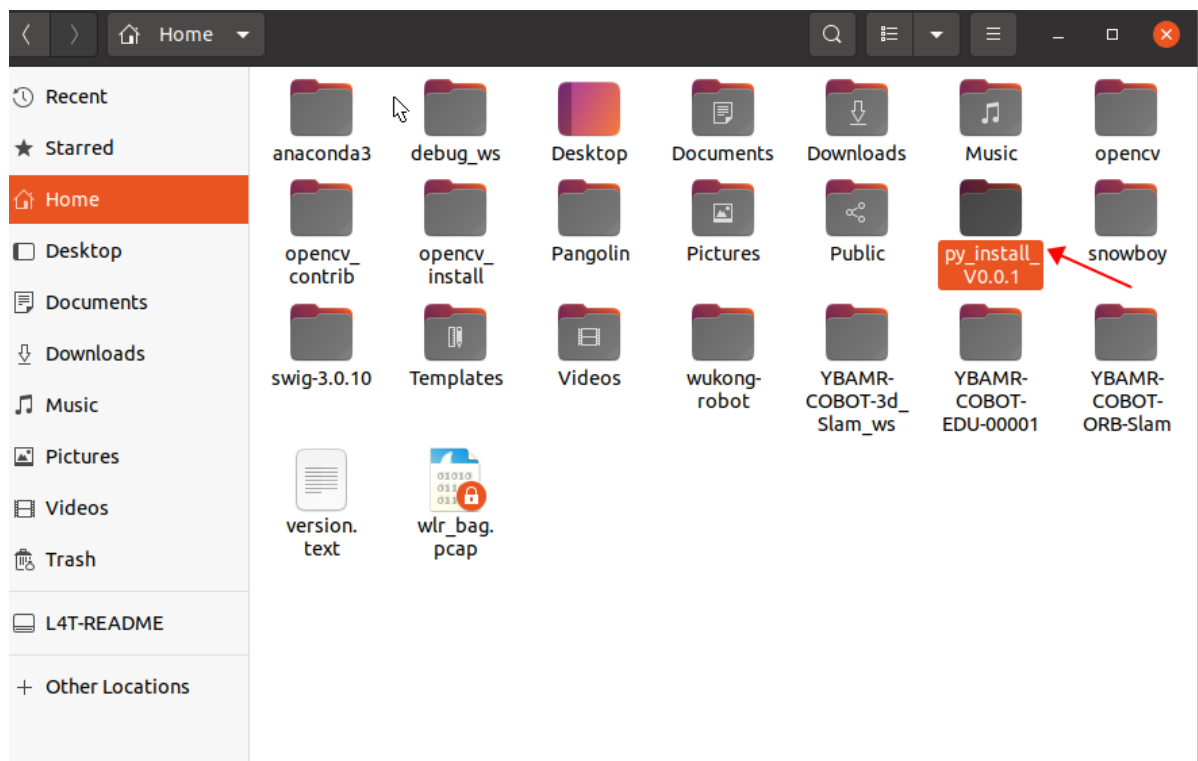 Home
Recent
Starred
Home
Desktop
Documents
Downloads
Music
Pictures
Videos
Trash
L4T-README
+ Other Locations
anaconda3
debug_ws
Desktop
Documents
Downloads
Music
opencv
opencv_
contrib
opencv_
install
Pangolin
Pictures
Public
py_install_
V0.0.1
snowboy
swig-3.0.10
Templates
Videos
wukong-
robot
YBAMR-
COBOT-3d_
Slam_ws
YBAMR-
COBOT-
EDU-00001
YBAMR-
COBOT-
ORB-Slam
version.
text
01010
wlr_bag.
pcap